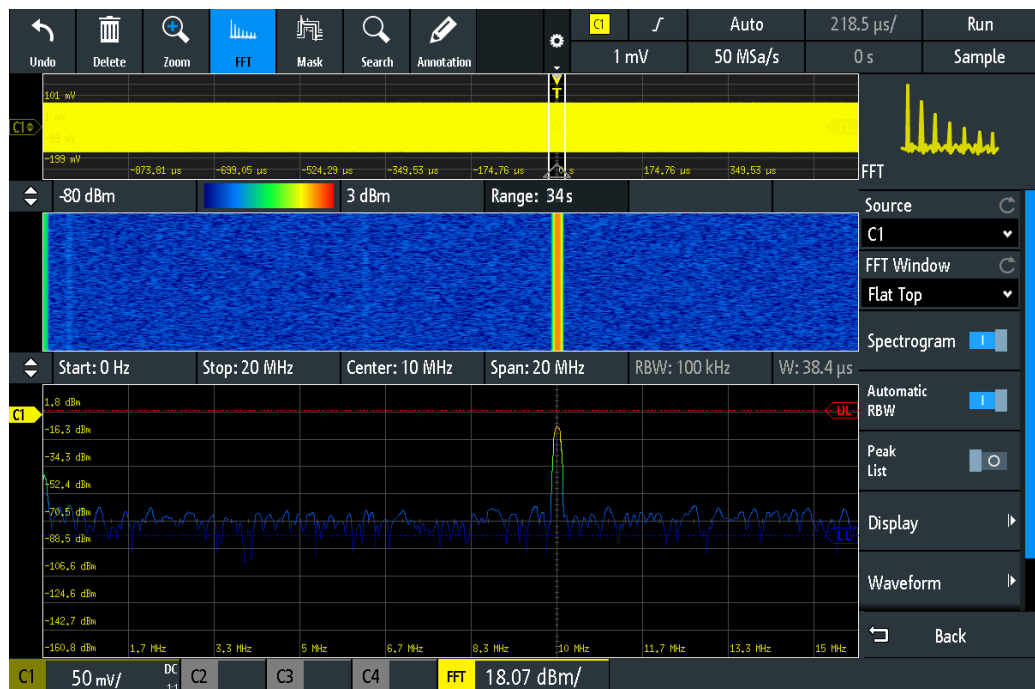 C1 Auto 218.5 µs/ Run
Undo Delete Zoom FFT Mask Search Annotation
1 mV 50 MSa/s 0 s Sample
101 mV
C1 1 mV
-99 mV
-199 mV
-873.81 µs -699.05 µs -524.29 µs -349.53 µs -174.76 µs 0 s 174.76 µs 349.53 µs
T
FFT
-80 dBm 3 dBm Range: 34 s
Source
C1
FFT Window
Flat Top
Spectrogram
Automatic
RBW
Peak
List
Display
Waveform
Back
Start: 0 Hz Stop: 20 MHz Center: 10 MHz Span: 20 MHz RBW: 100 kHz W: 38.4 µs
1.8 dBm
C1 UL
-16.3 dBm
-34.3 dBm
-52.4 dBm
-70.5 dBm
-88.5 dBm
-106.6 dBm
-124.6 dBm
-142.7 dBm
-160.8 dBm 1.7 MHz 3.3 MHz 5 MHz 6.7 MHz 8.3 MHz 10 MHz 11.7 MHz 13.3 MHz 15 MHz
C1 50 mV/ DC 1:1 C2 C3 C4 FFT 18.07 dBm/